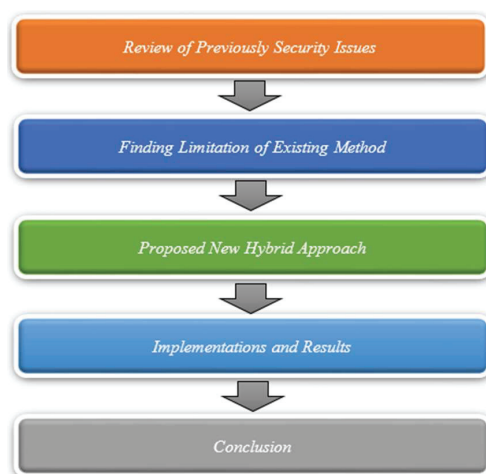 Review of Previously Security Issues
Finding Limitation of Existing Method
Proposed New Hybrid Approach
Implementations and Results
Conclusion